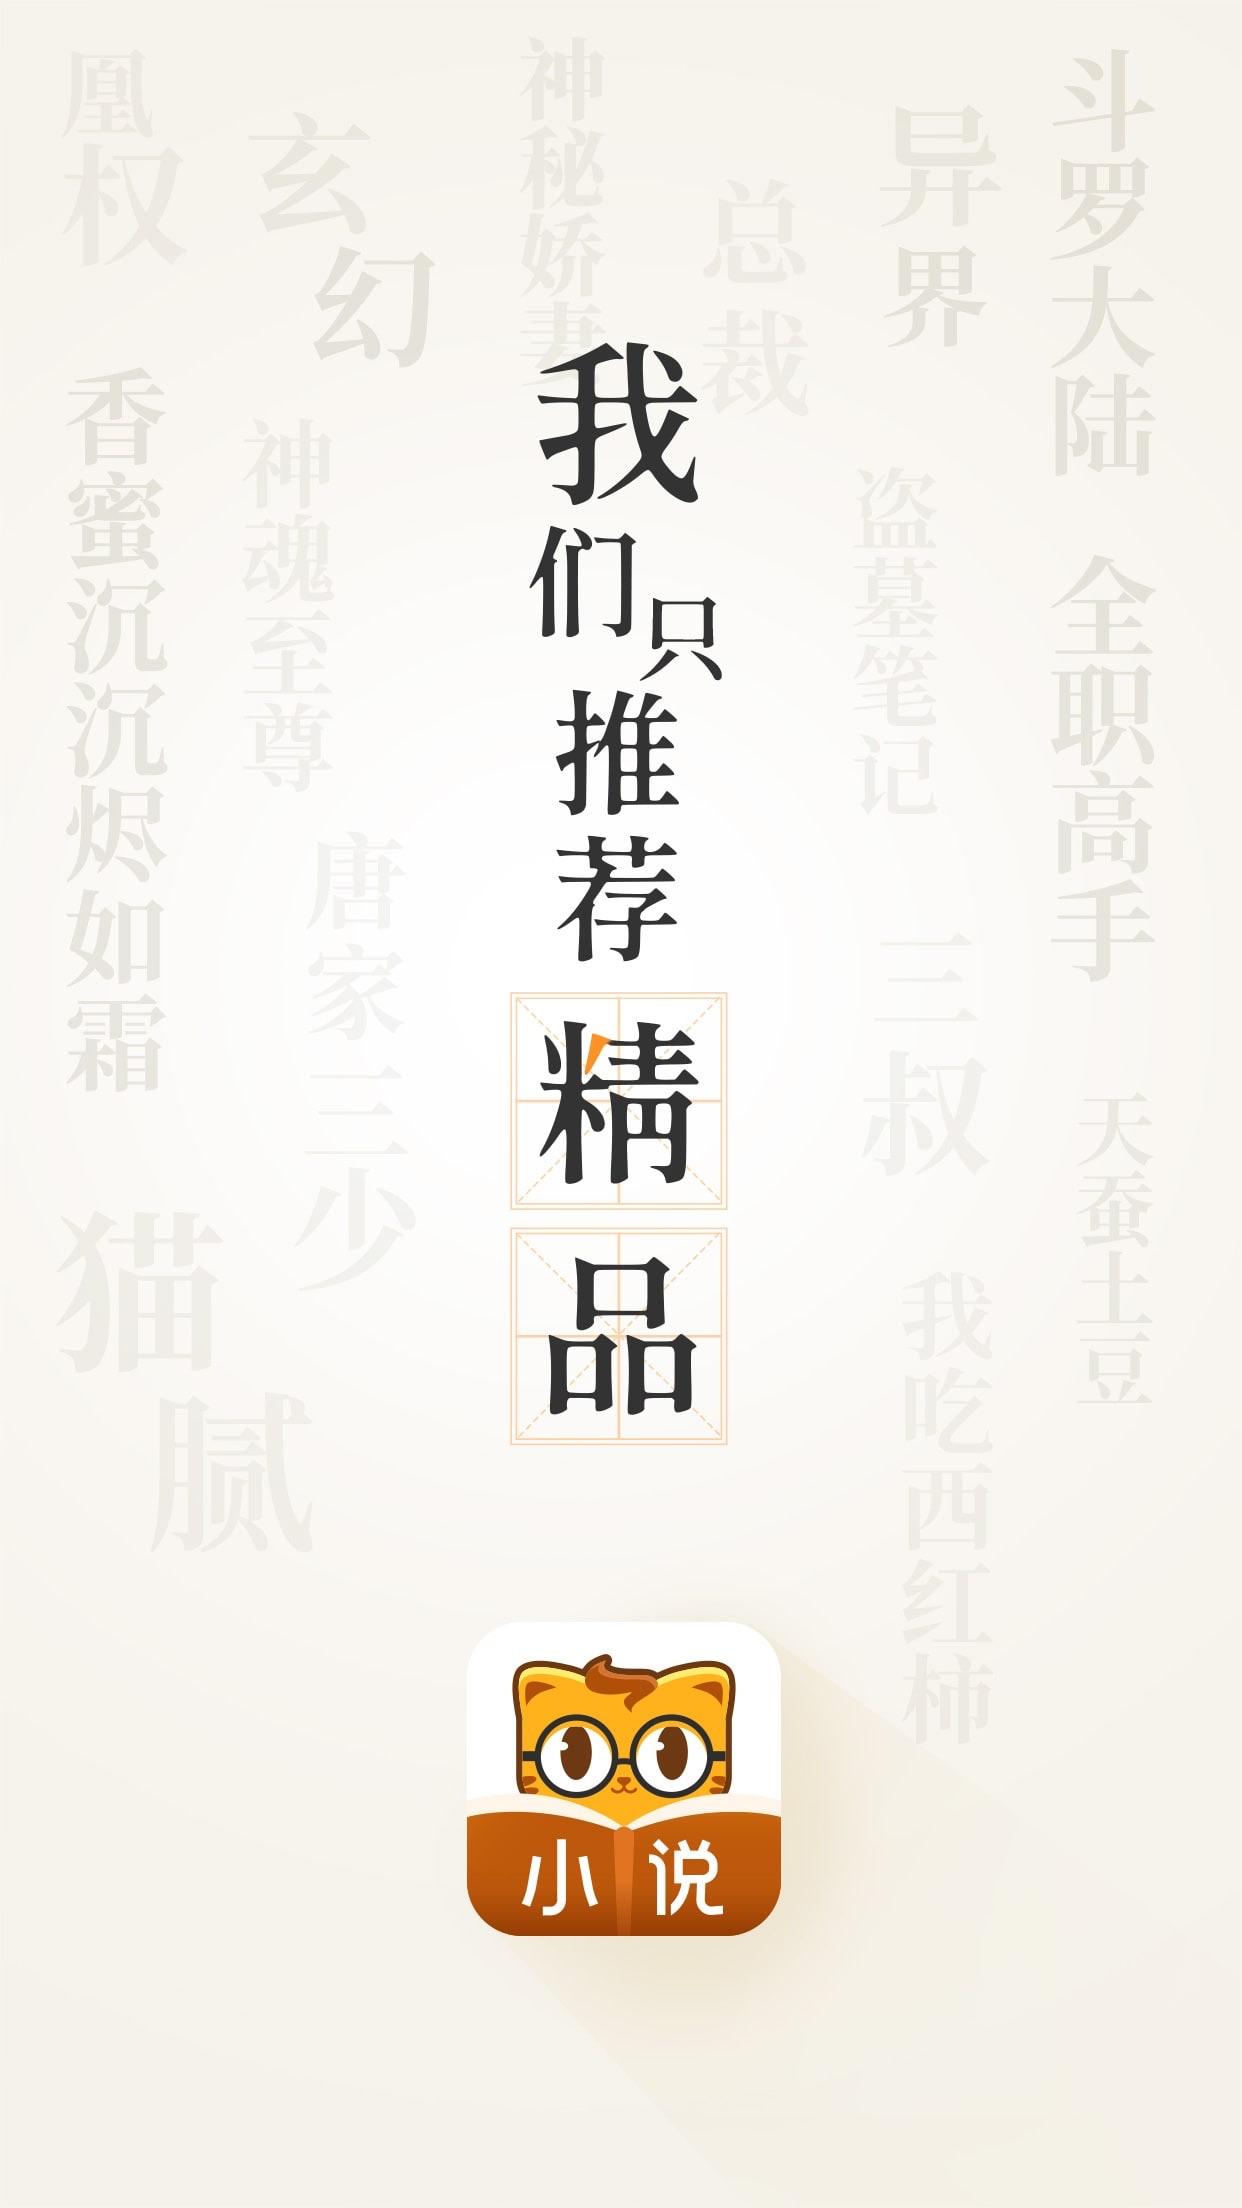 凰权
玄幻
神秘娇妻
总裁
异界
斗罗大陆
香蜜沉沉烬如霜
神魂至尊
我们只推荐精品
盗墓笔记
全职高手
唐家三少
三叔
天蚕土豆
猫腻
我吃西红柿
小说